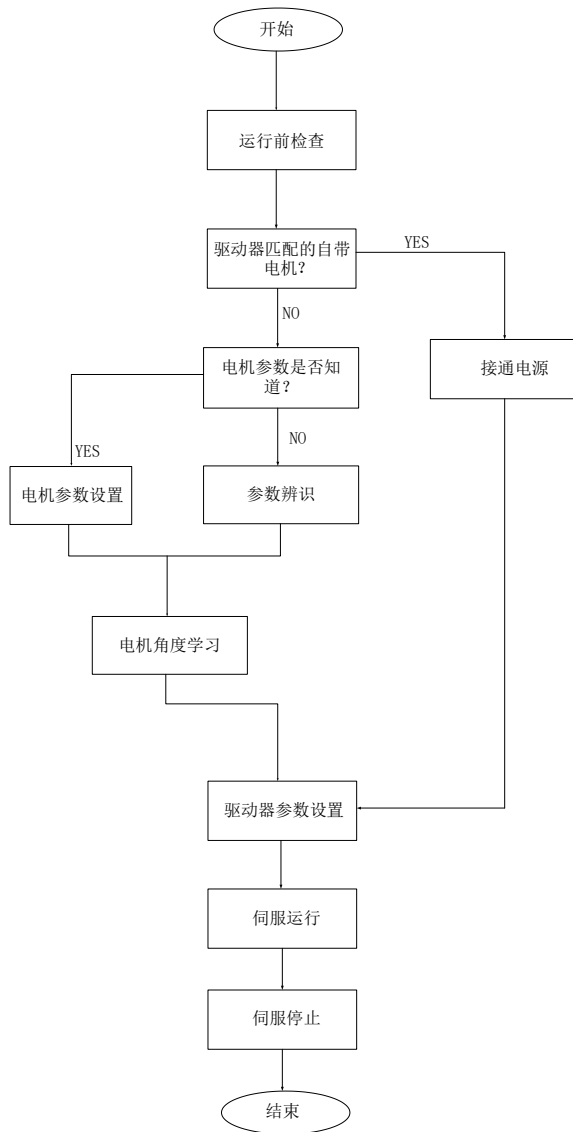 开始
运行前检查
驱动器匹配的自带
电机？
YES
NO
电机参数是否知
道？
接通电源
YES
NO
电机参数设置
参数辨识
电机角度学习
驱动器参数设置
伺服运行
伺服停止
结束